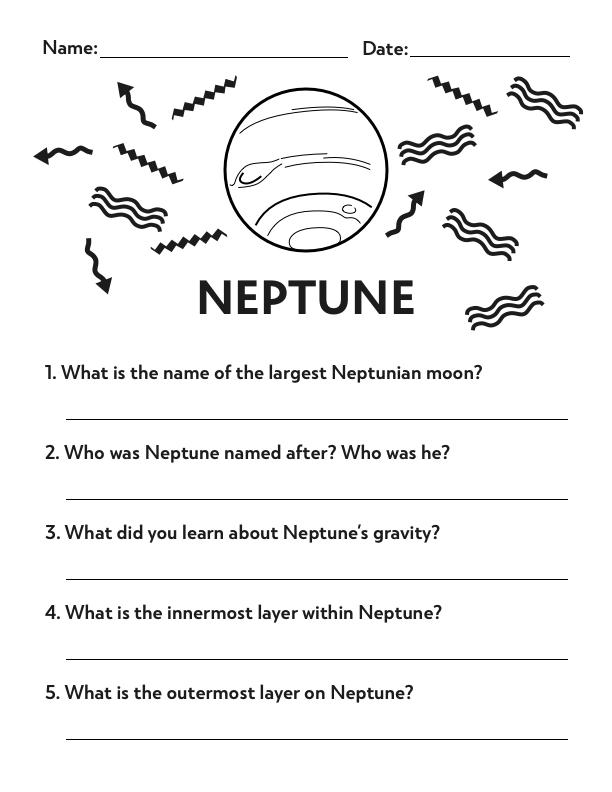 Name: Date:
NEPTUNE
1. What is the name of the largest Neptunian moon?
2. Who was Neptune named after? Who was he?
3. What did you learn about Neptune's gravity?
4. What is the innermost layer within Neptune?
5. What is the outermost layer on Neptune?